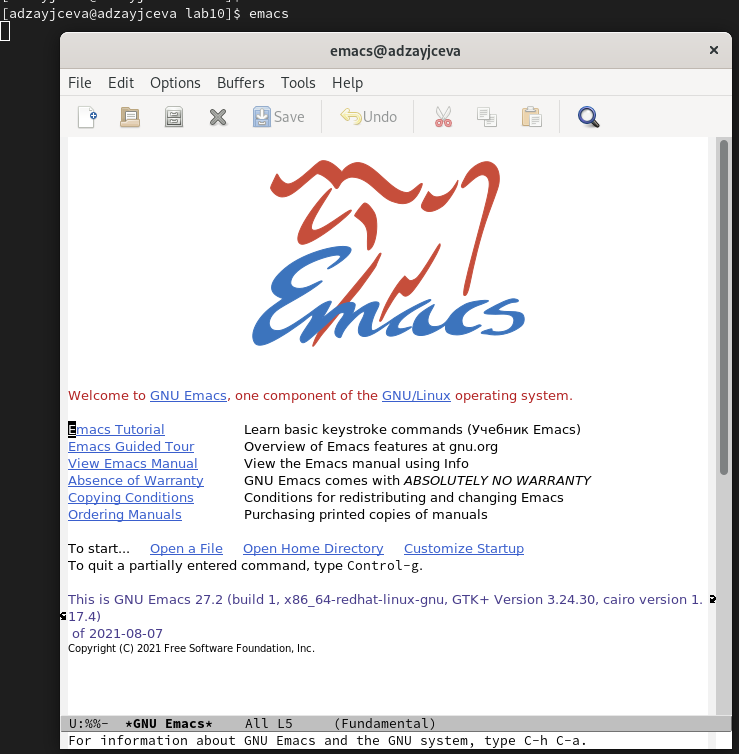 [adzayjceva@adzayjceva lab10]$ emacs
emacs@adzayjceva ×
File Edit Options Buffers Tools Help
Save Undo
Emacs
Welcome to GNU Emacs, one component of the GNU/Linux operating system.
Emacs Tutorial Learn basic keystroke commands (Учебник Emacs)
Emacs Guided Tour Overview of Emacs features at gnu.org
View Emacs Manual View the Emacs manual using Info
Absence of Warranty GNU Emacs comes with ABSOLUTELY NO WARRANTY
Copying Conditions Conditions for redistributing and changing Emacs
Ordering Manuals Purchasing printed copies of manuals
To start... Open a File Open Home Directory Customize Startup
To quit a partially entered command, type Control-g.
This is GNU Emacs 27.2 (build 1, x86_64-redhat-linux-gnu, GTK+ Version 3.24.30, cairo version 1.
17.4)
of 2021-08-07
Copyright (C) 2021 Free Software Foundation, Inc.
U:%%- *GNU Emacs* All L5 (Fundamental)
For information about GNU Emacs and the GNU system, type C-h C-a.